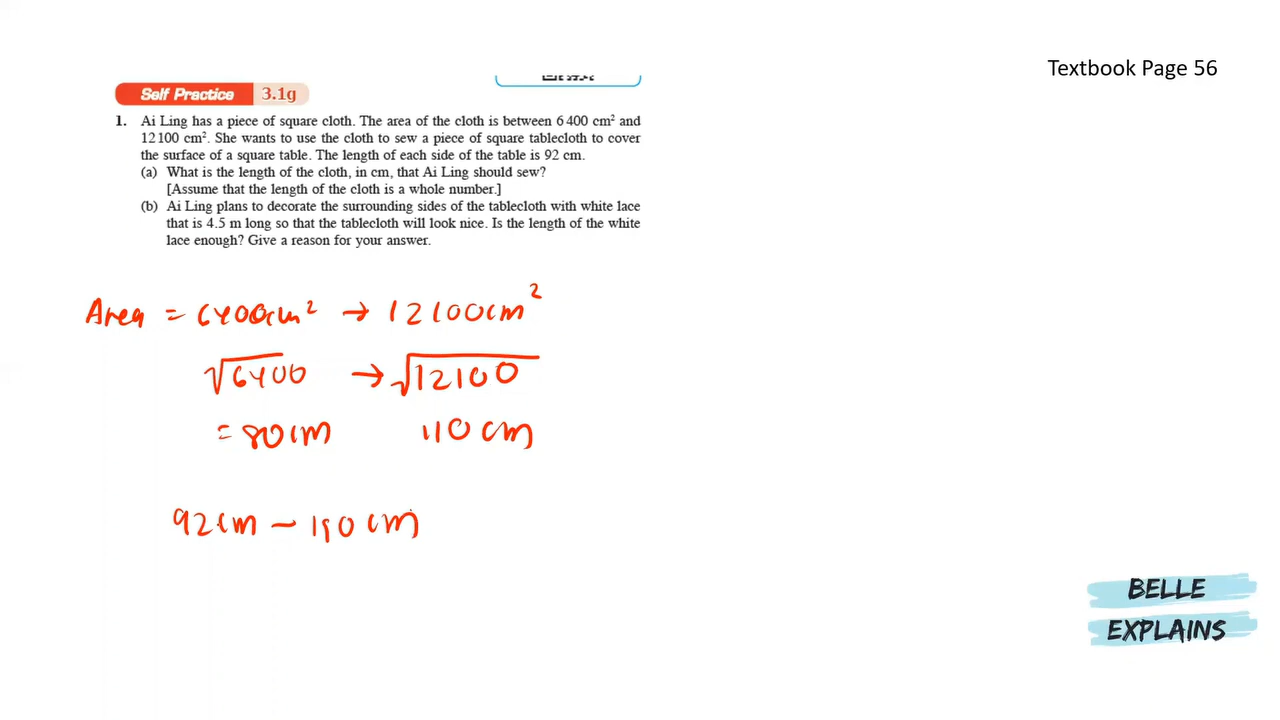 Textbook Page 56
Self Practice 3.1g
1. Ai Ling has a piece of square cloth. The area of the cloth is between 6 400 cm² and
12 100 cm². She wants to use the cloth to sew a piece of square tablecloth to cover
the surface of a square table. The length of each side of the table is 92 cm.
(a) What is the length of the cloth, in cm, that Ai Ling should sew?
[Assume that the length of the cloth is a whole number.]
(b) Ai Ling plans to decorate the surrounding sides of the tablecloth with white lace
that is 4.5 m long so that the tablecloth will look nice. Is the length of the white
lace enough? Give a reason for your answer.
Area = 6400cm² → 12100cm²
√6400 → √12100
= 80cm 110cm
92cm – 110cm
BELLE
EXPLAINS